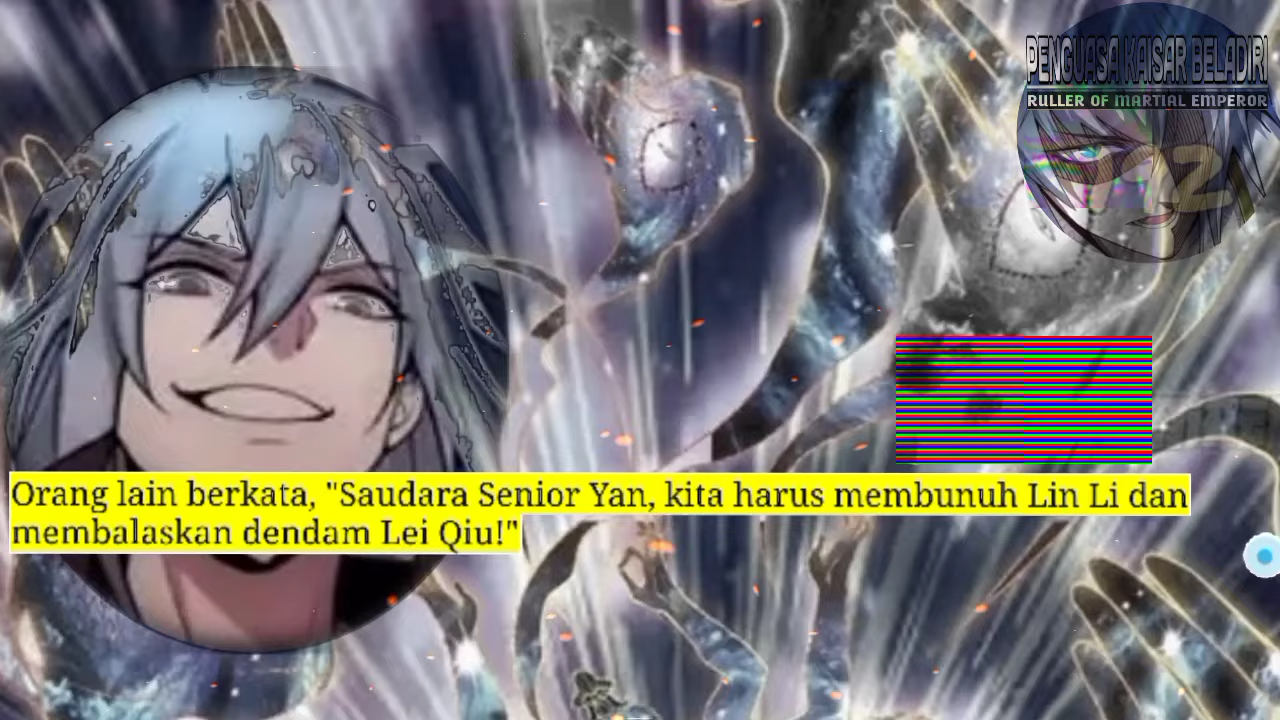 PENGUASA KAISAR BELADIRI
RULLER OF MARTIAL EMPEROR
Orang lain berkata, "Saudara Senior Yan, kita harus membunuh Lin Li dan
membalaskan dendam Lei Qiu!"